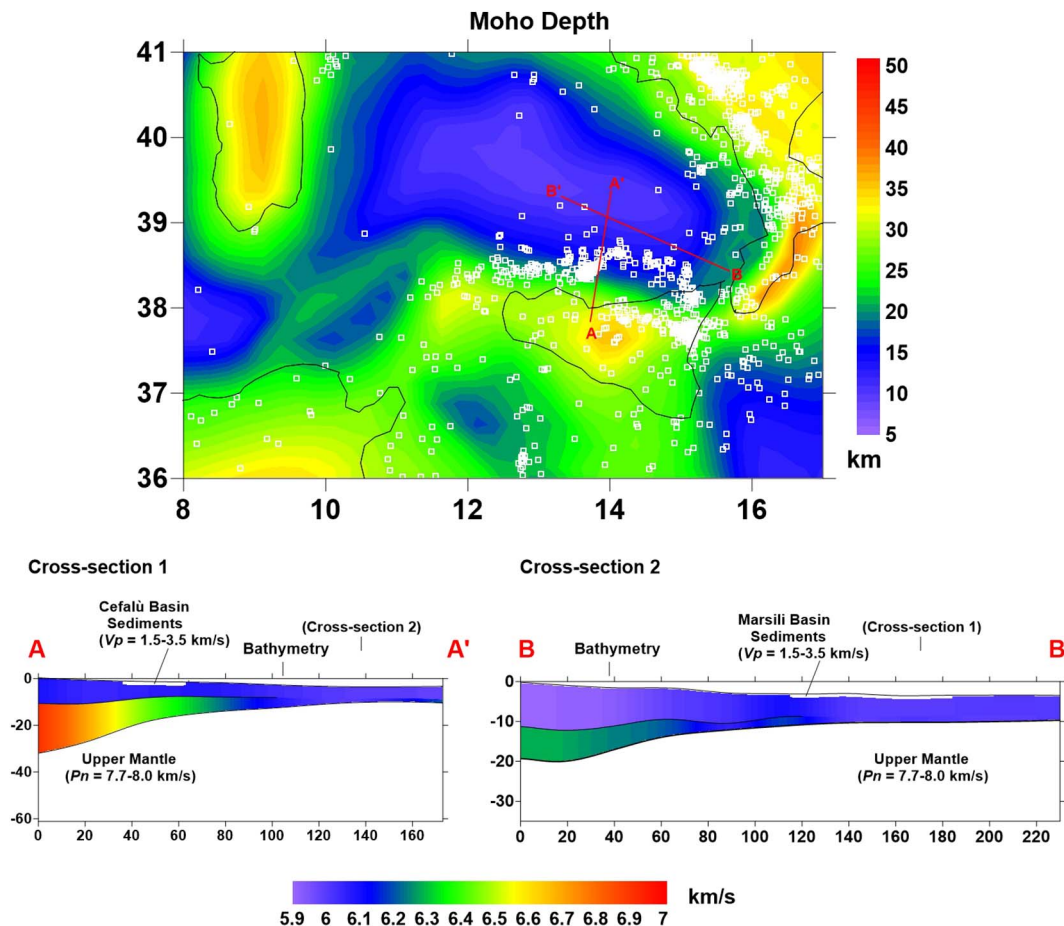 Moho Depth
41
40
39
38
37
36
8
10
12
14
16
B'
A'
B
A
50
45
40
35
30
25
20
15
10
5
km
Cross-section 1
Cefalù Basin
Sediments
(Vp = 1.5-3.5 km/s)
(Cross-section 2)
A
Bathymetry
A'
0
-20
-40
-60
Upper Mantle
(Pn = 7.7-8.0 km/s)
0 20 40 60 80 100 120 140 160
Cross-section 2
Marsili Basin
Sediments
(Vp = 1.5-3.5 km/s)
(Cross-section 1)
B
Bathymetry
B
0
-10
-20
-30
Upper Mantle
(Pn = 7.7-8.0 km/s)
0 20 40 60 80 100 120 140 160 180 200 220
km/s
5.9 6 6.1 6.2 6.3 6.4 6.5 6.6 6.7 6.8 6.9 7